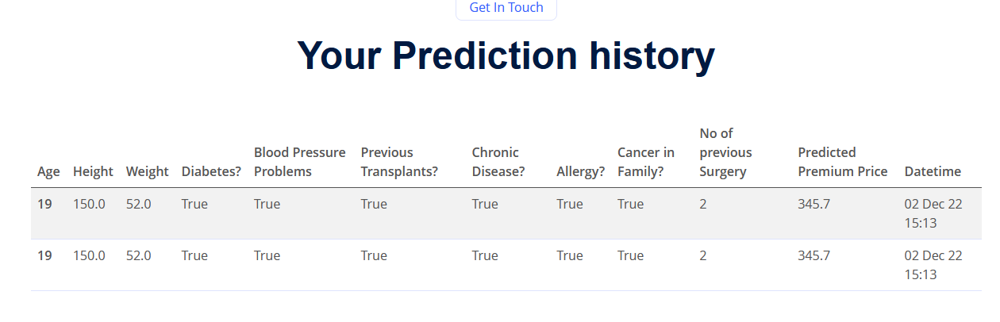 Get In Touch
Your Prediction history
Age Height Weight Diabetes? Blood Pressure Problems Previous Transplants? Chronic Disease? Allergy? Cancer in Family? No of previous Surgery Predicted Premium Price Datetime
19 150.0 52.0 True True True True True True 2 345.7 02 Dec 22 15:13
19 150.0 52.0 True True True True True True 2 345.7 02 Dec 22 15:13